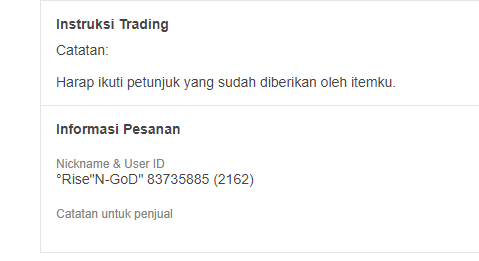 Instruksi Trading
Catatan:
Harap ikuti petunjuk yang sudah diberikan oleh itemku.
Informasi Pesanan
Nickname & User ID
°Rise"N-GoD" 83735885 (2162)
Catatan untuk penjual